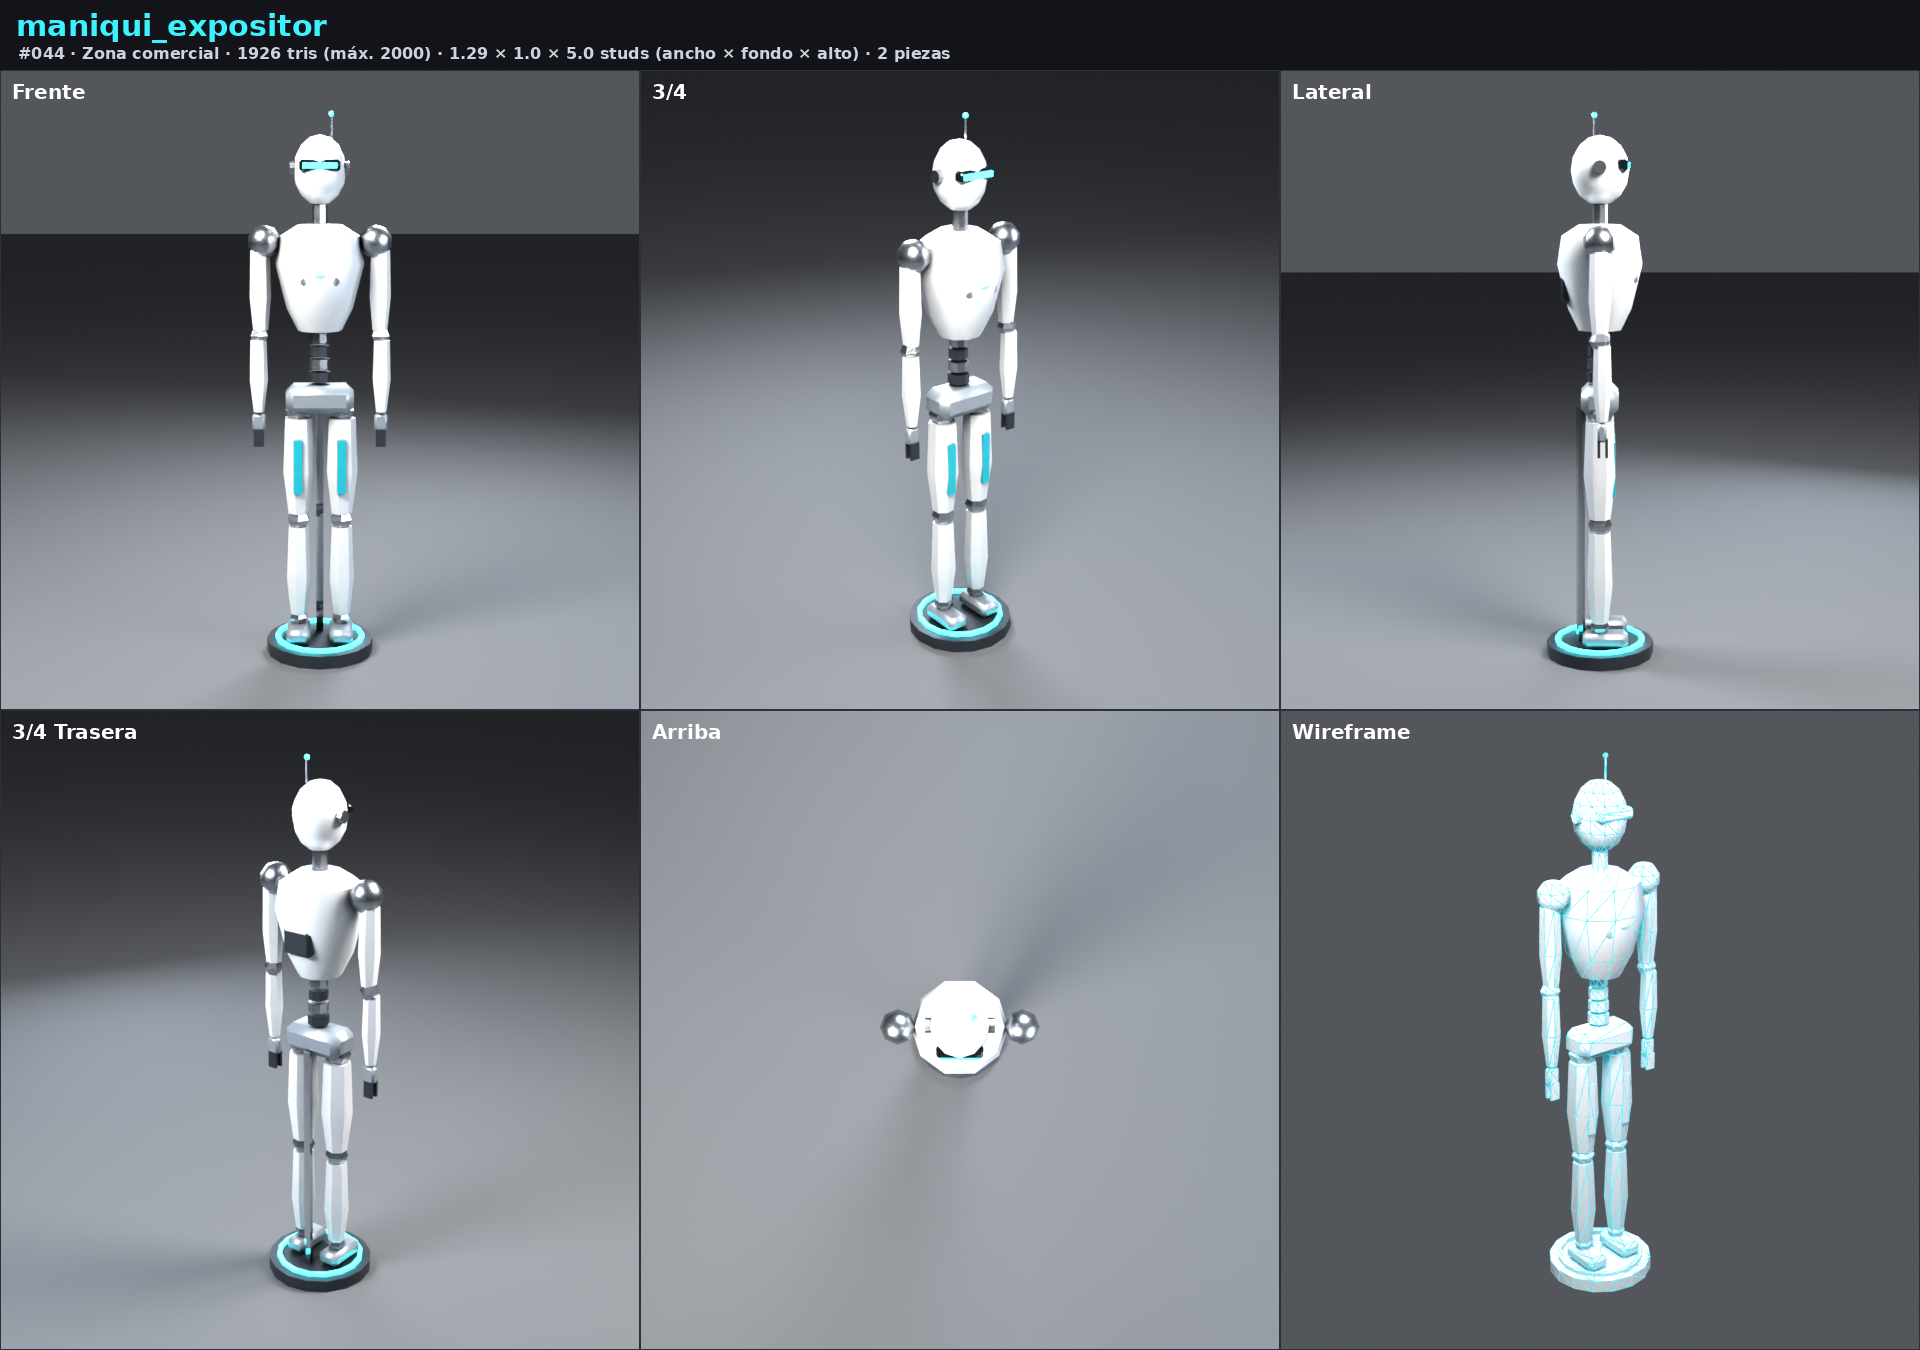 maniqui_expositor
#044 · Zona comercial · 1926 tris (máx. 2000) · 1.29 × 1.0 × 5.0 studs (ancho × fondo × alto) · 2 piezas
Frente
3/4
Lateral
3/4 Trasera
Arriba
Wireframe